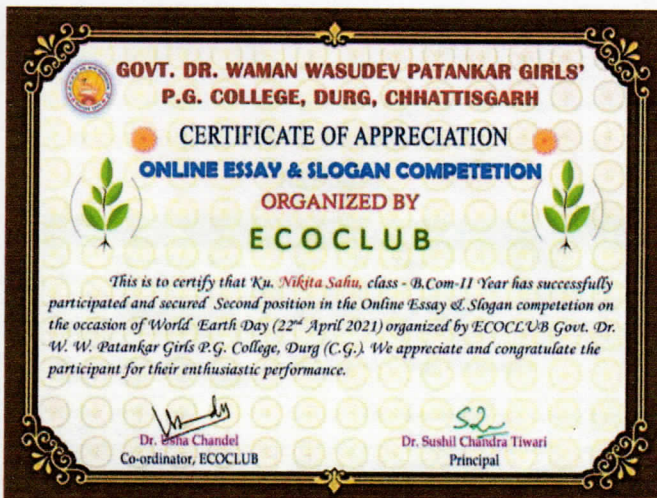 GOVT. DR. WAMAN WASUDEV PATANKAR GIRLS'
P.G. COLLEGE, DURG, CHHATTISGARH
CERTIFICATE OF APPRECIATION
ONLINE ESSAY & SLOGAN COMPETETION
ORGANIZED BY
ECOCLUB
This is to certify that Ku. Nikita Sahu, class - B.Com-II Year has successfully
participated and secured Second position in the Online Essay & Slogan competetion on
the occasion of World Earth Day (22nd April 2021) organized by ECOCLUB Govt. Dr.
W. W. Patankar Girls P.G. College, Durg (C.G.). We appreciate and congratulate the
participant for their enthusiastic performance.
Dr. Usha Chandel
Co-ordinator, ECOCLUB
Dr. Sushil Chandra Tiwari
Principal